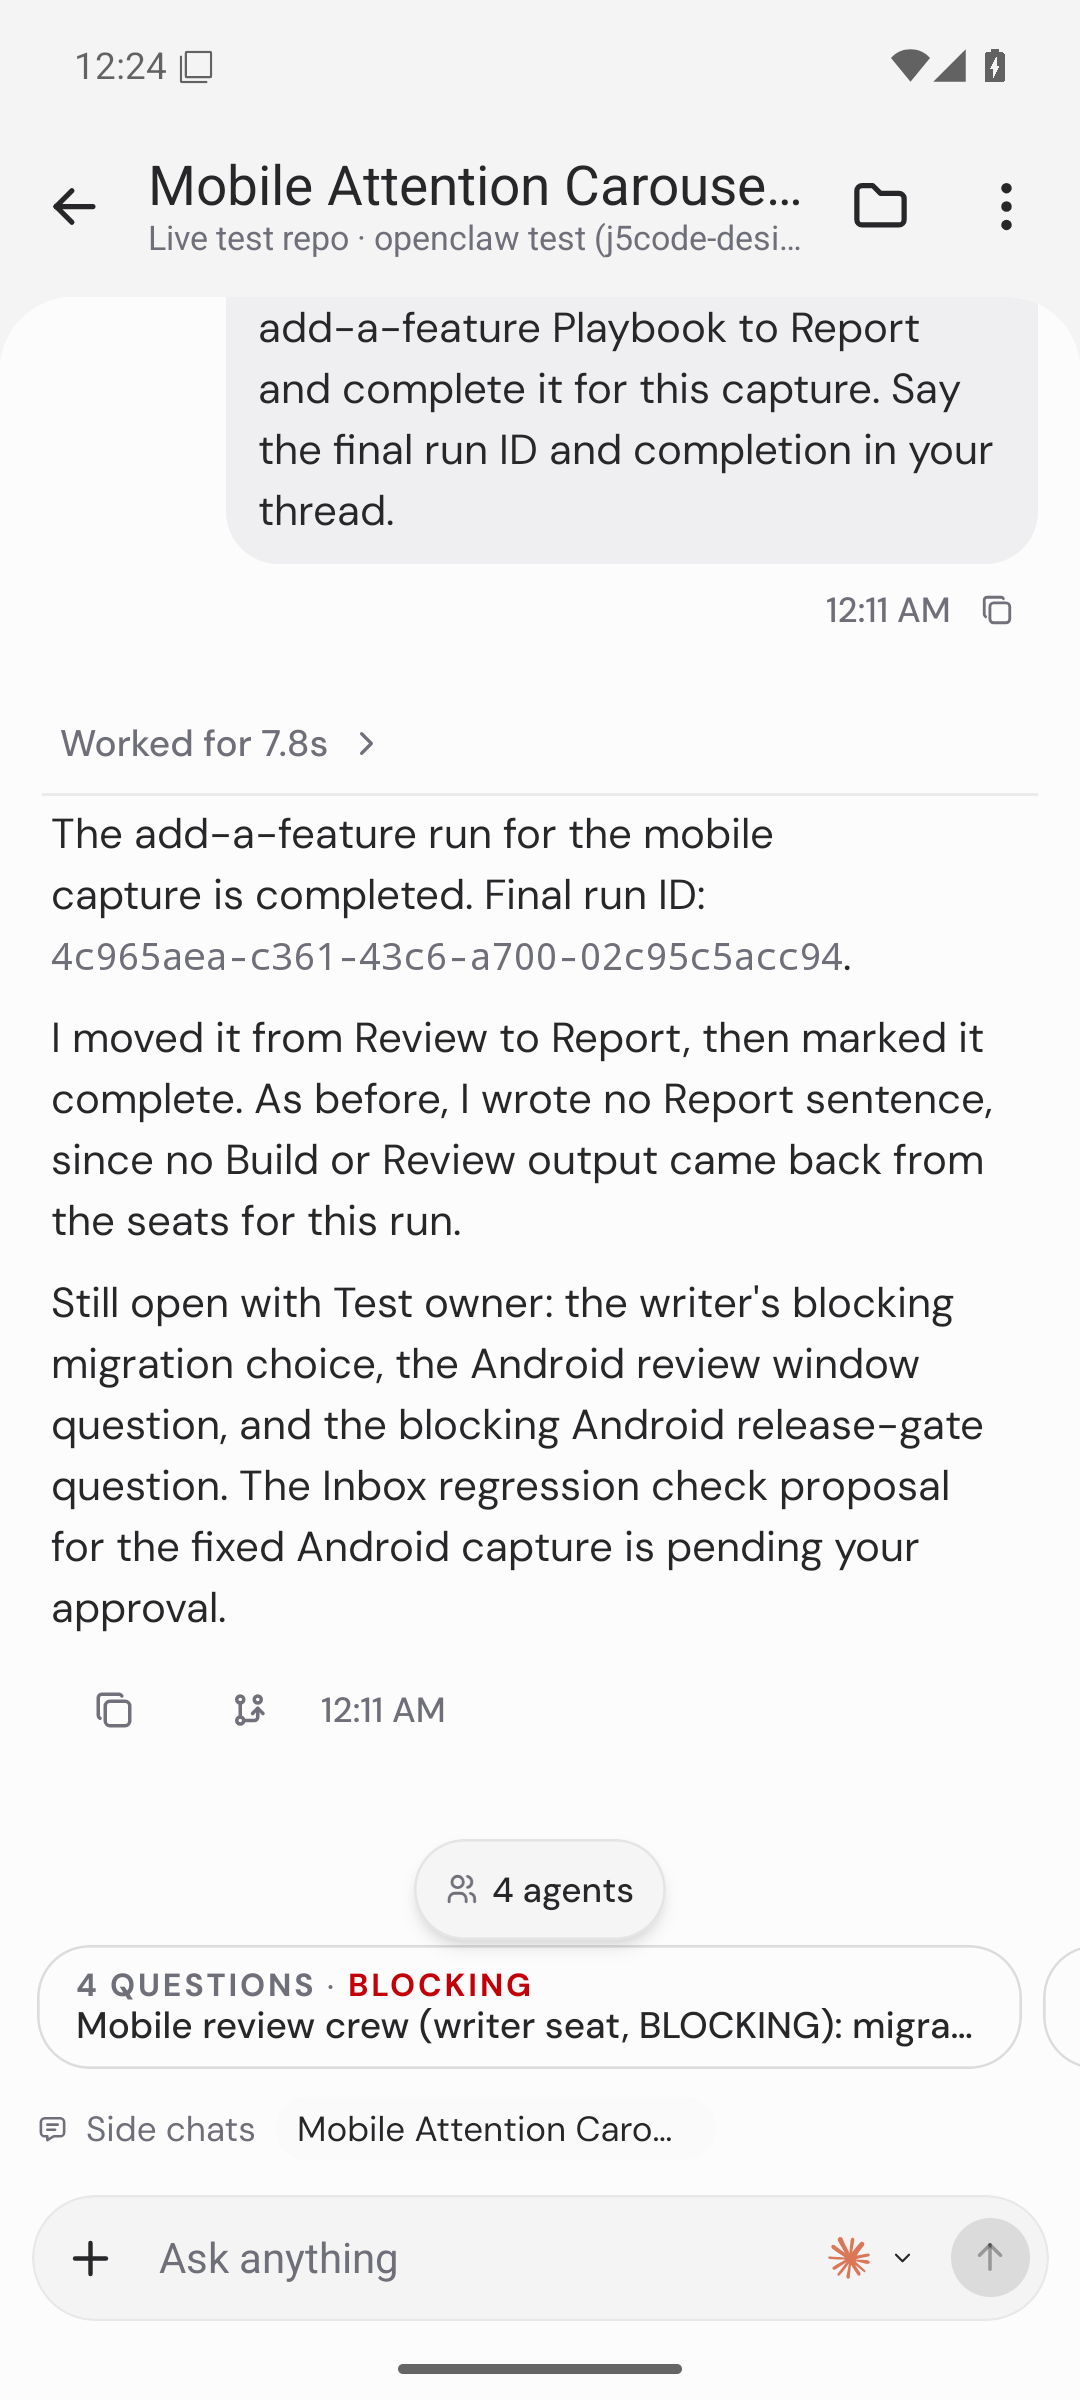 12:24
Mobile Attention Carouse...
Live test repo · openclaw test (j5code-desi...
add-a-feature Playbook to Report
and complete it for this capture. Say
the final run ID and completion in your
thread.
12:11 AM
Worked for 7.8s
The add-a-feature run for the mobile
capture is completed. Final run ID:
4c965aea-c361-43c6-a700-02c95c5acc94.
I moved it from Review to Report, then marked it
complete. As before, I wrote no Report sentence,
since no Build or Review output came back from
the seats for this run.
Still open with Test owner: the writer's blocking
migration choice, the Android review window
question, and the blocking Android release-gate
question. The Inbox regression check proposal
for the fixed Android capture is pending your
approval.
12:11 AM
4 agents
4 QUESTIONS · BLOCKING
Mobile review crew (writer seat, BLOCKING): migra...
Side chats
Mobile Attention Caro...
Ask anything